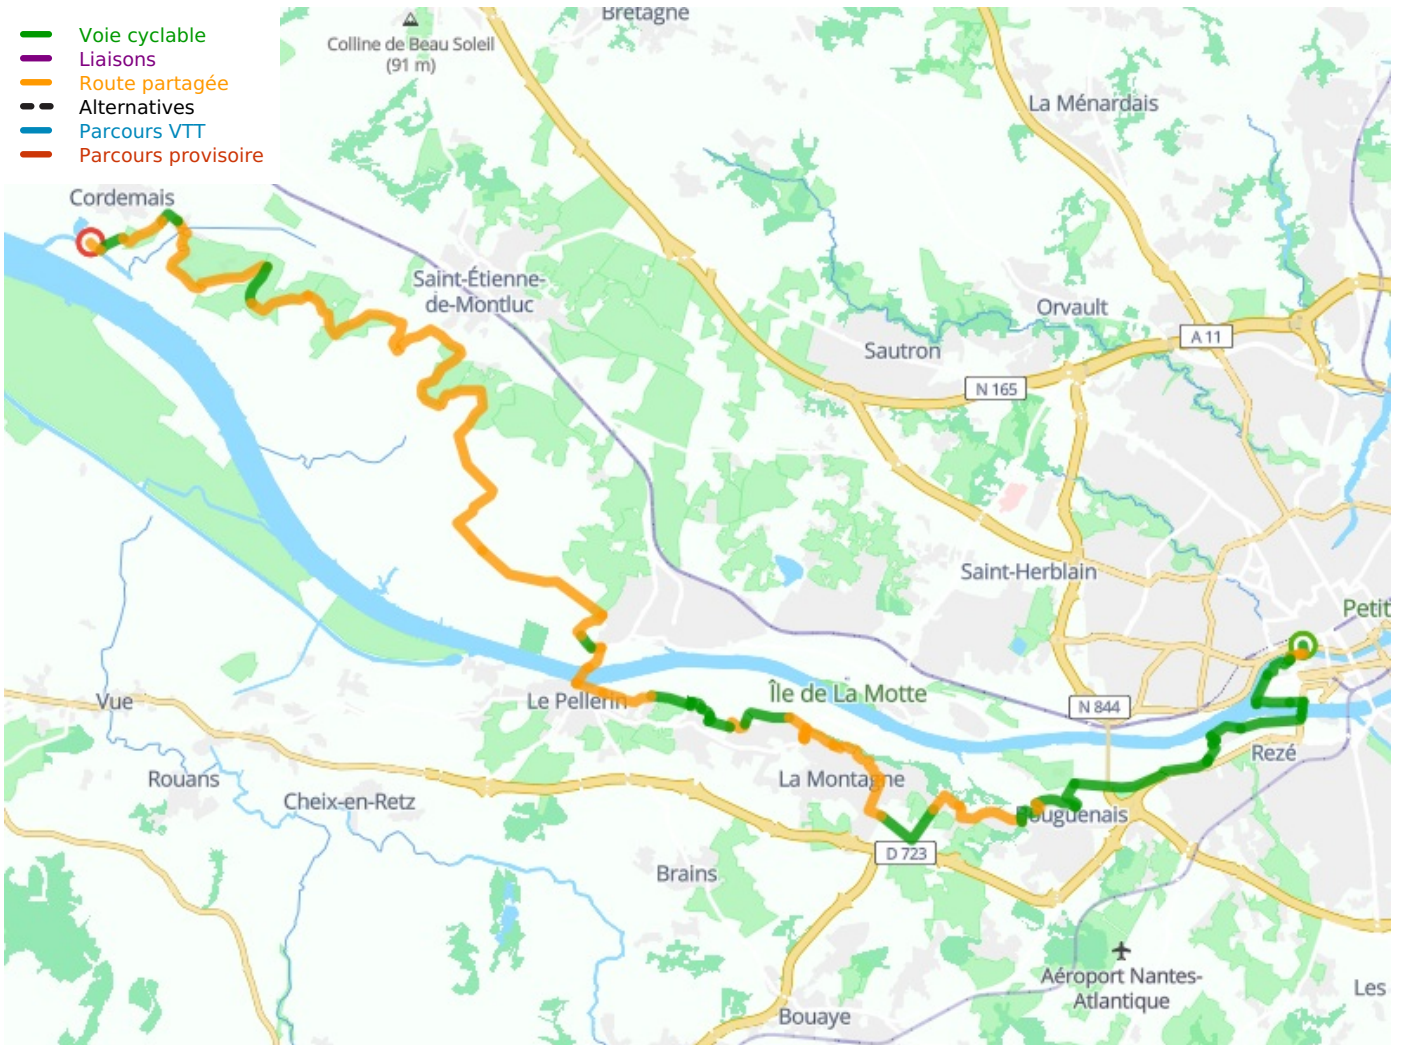 Voie cyclable
Liaisons
Route partagée
Alternatives
Parcours VTT
Parcours provisoire
Bretagne
Colline de Beau Soleil
(91 m)
La Ménardais
Cordemais
Saint-Étienne-
de-Montluc
Orvault
A 11
Sautron
N 165
Saint-Herblain
Petit
Île de La Motte
Le Pellerin
Vue
N 844
Rezé
Rouans
La Montagne
Cheix-en-Retz
Bouguenais
D 723
Brains
Aéroport Nantes-
Atlantique
Les
Bouaye